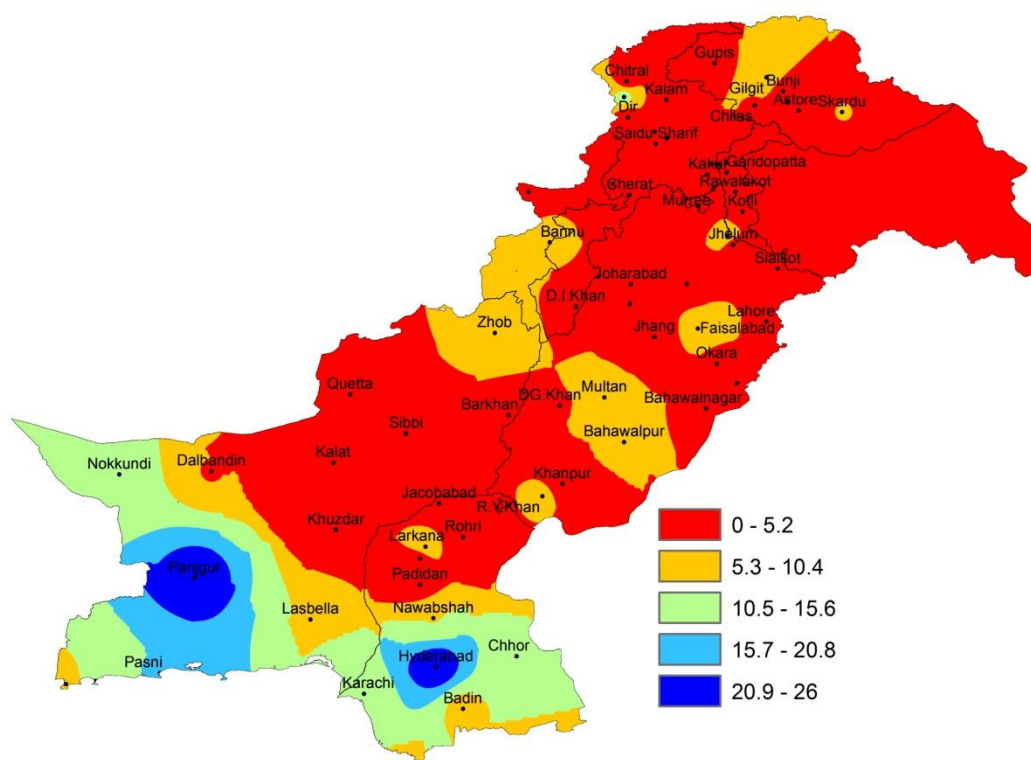 Gupis
Chitral
Kalam
Gilgit
Bunji
Astore
Skardu
Dir
Chilas
Saidu Sharif
Garidopatta
Cherat
Rawalakot
Murree
Kotli
Bannu
Jhelum
Sialkot
Joharabad
D.I.Khan
Lahore
Zhob
Jhang
Faisalabad
Okara
Quetta
Multan
DG.Khan
Bahawalnagar
Barkhan
Sibbi
Bahawalpur
Nokkundi
Dalbandin
Kalat
Khanpur
Jacobabad
R.Y.Khan
Khuzdar
Rohri
Larkana
Panjgur
Padidan
Lasbella
Nawabshah
Pasni
Hyderabad
Chhor
Karachi
Badin
0 - 5.2
5.3 - 10.4
10.5 - 15.6
15.7 - 20.8
20.9 - 26